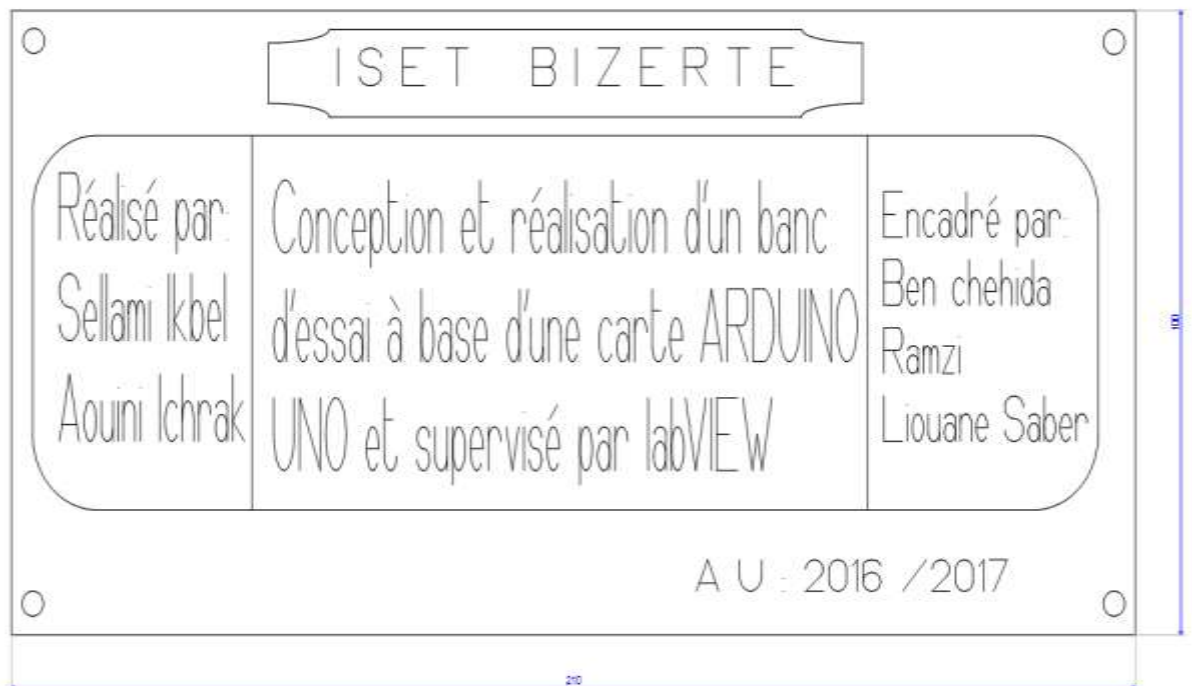 ISET BIZERTE
Réalisé par:
Sellami Ikbel
Aouini Ichrak
Conception et réalisation d'un banc
d'essai à base d'une carte ARDUINO
UNO et supervisé par labVIEW
Encadré par:
Ben chehida
Ramzi
Liouane Saber
A U : 2016 /2017
100
210